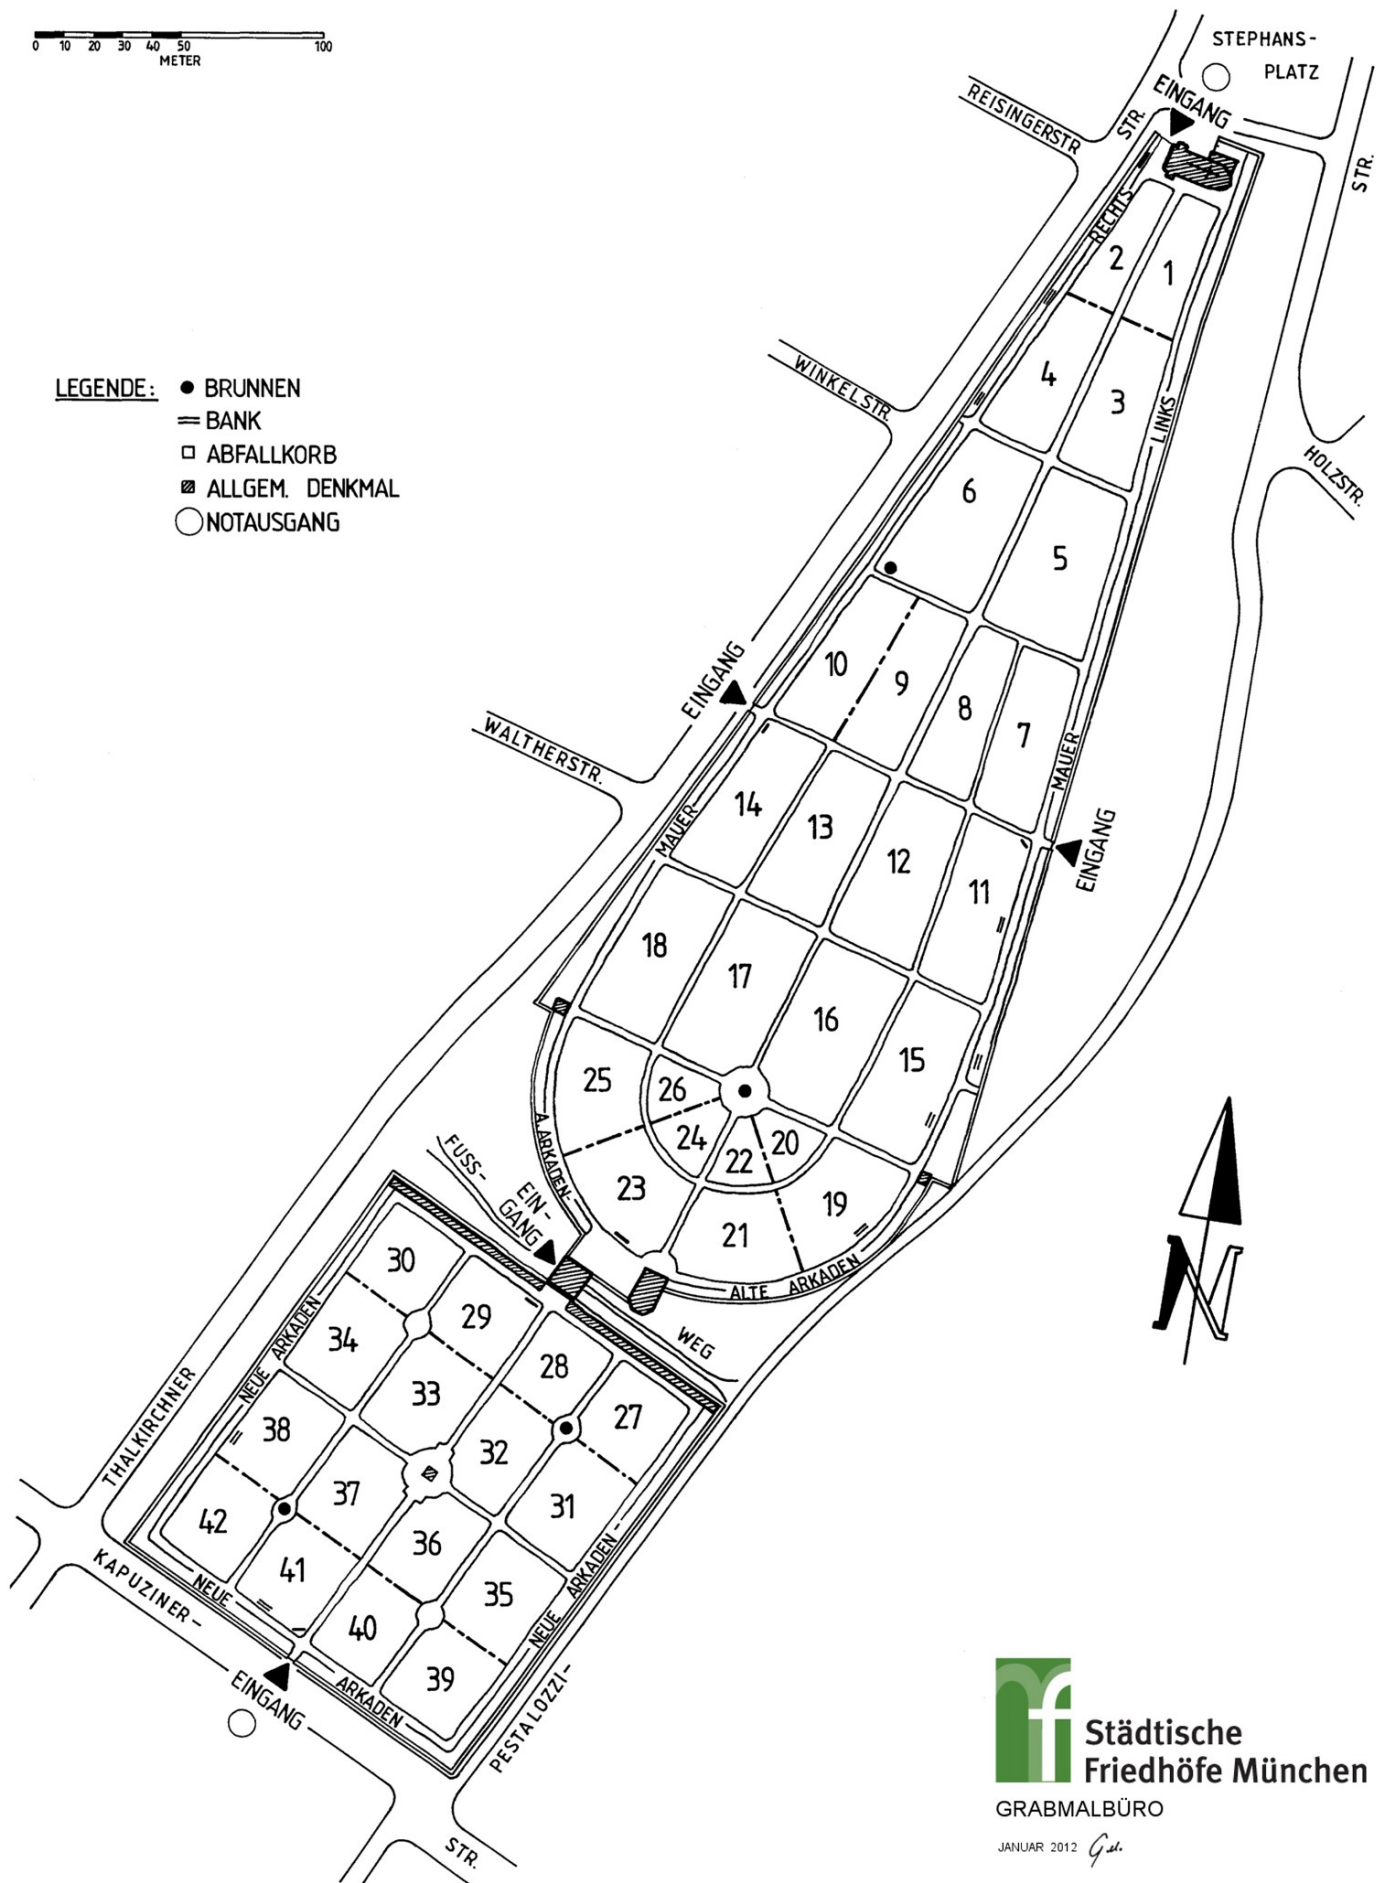 0 10 20 30 40 50 100
METER
STEPHANS-
PLATZ
EINGANG
REISINGERSTR
STR.
STR.
RECHTS
2
1
WINKELSTR.
4
3
LINKS
LEGENDE:
BRUNNEN
BANK
ABFALLKORB
ALLGEM. DENKMAL
NOTAUSGANG
HOLZSTR.
6
5
EINGANG
10
9
8
7
WALTHERSTR.
MAUER
MAUER
EINGANG
14
13
12
11
18
17
16
15
25
26
24
22
20
23
21
19
A. ARKADEN-
ALTE ARKADEN
FUSS-
EIN-
GANG
WEG
30
29
28
27
34
33
32
31
NEUE ARKADEN
38
37
36
35
42
41
40
39
THALKIRCHNER
KAPUZINER-
NEUE
ARKADEN
NEUE ARKADEN-
EINGANG
PESTALOZZI-
STR.
N
mf
Städtische
Friedhöfe München
GRABMALBÜRO
JANUAR 2012